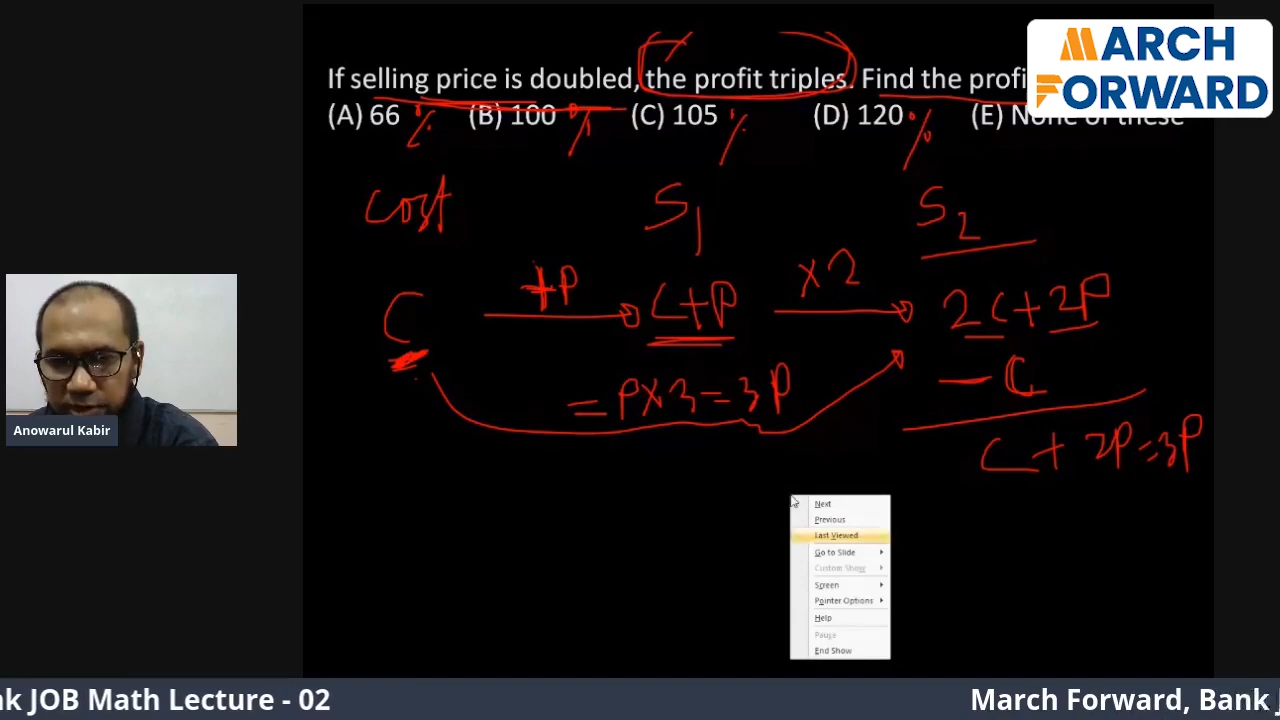 If selling price is doubled, the profit triples. Find the profi
(A) 66 % (B) 100 % (C) 105 % (D) 120 % (E) None of these
MARCH
FORWARD
cost S1 S2
C +P C+P ×2 2C+2P
– C
= P×3=3P
C + 2P=3P
Anowarul Kabir
Next
Previous
Last Viewed
Go to Slide
Custom Show
Screen
Pointer Options
Help
Pause
End Show
nk JOB Math Lecture - 02 March Forward, Bank J